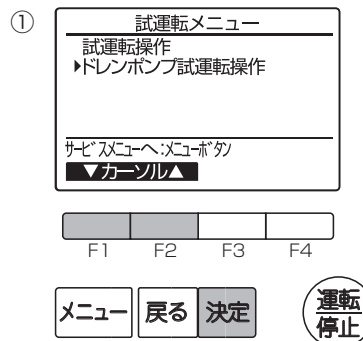 ①
試運転メニュー
試運転操作
▶ドレンポンプ試運転操作
サービスメニューへ:メニューボタン
▼カーソル▲
F1 F2 F3 F4
メニュー 戻る 決定 運転
停止